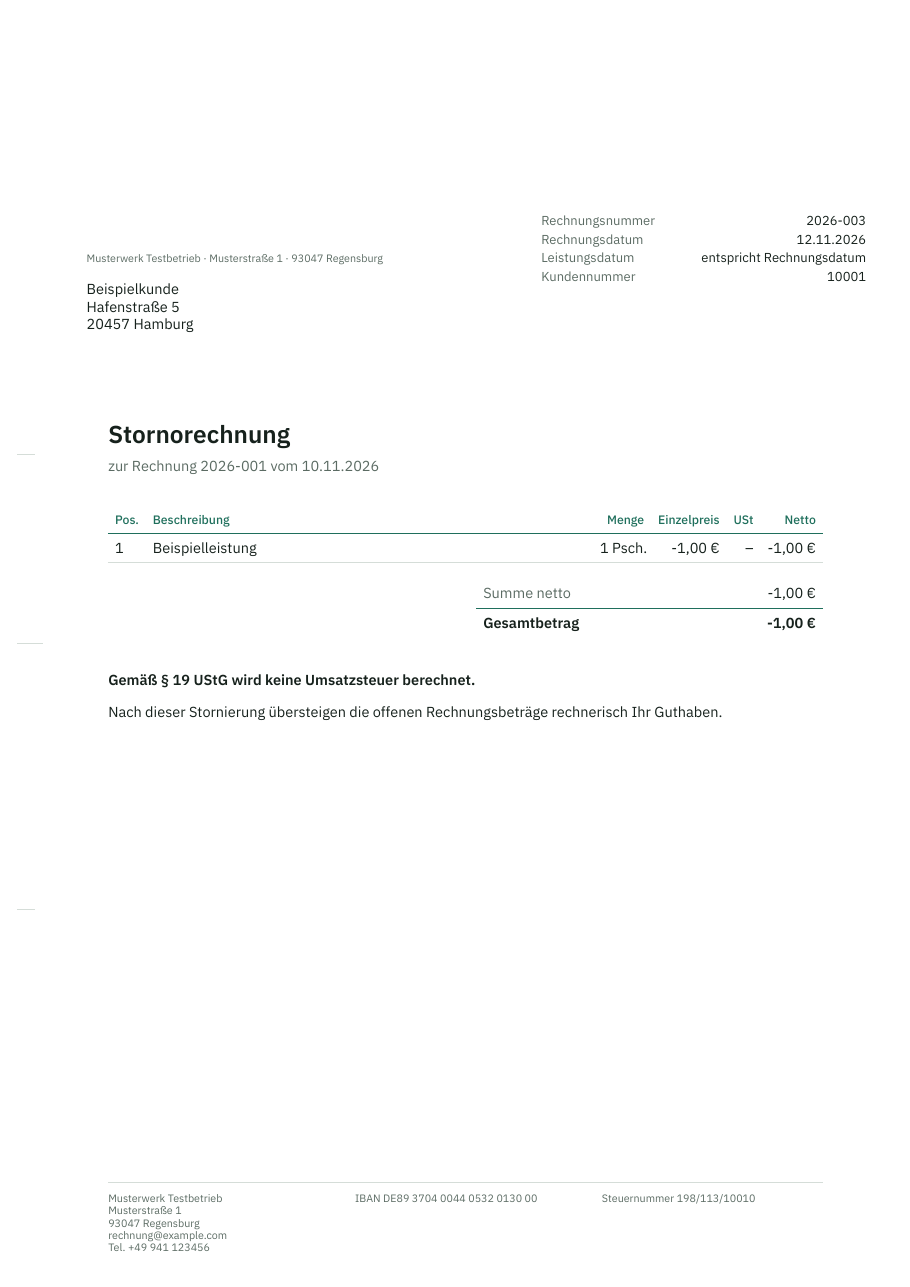 Rechnungsnummer 2026-003
Rechnungsdatum 12.11.2026
Leistungsdatum entspricht Rechnungsdatum
Kundennummer 10001
Musterwerk Testbetrieb · Musterstraße 1 · 93047 Regensburg
Beispielkunde
Hafenstraße 5
20457 Hamburg
Stornorechnung
zur Rechnung 2026-001 vom 10.11.2026
Pos. Beschreibung Menge Einzelpreis USt Netto
1 Beispielleistung 1 Psch. -1,00 € – -1,00 €
Summe netto -1,00 €
Gesamtbetrag -1,00 €
Gemäß § 19 UStG wird keine Umsatzsteuer berechnet.
Nach dieser Stornierung übersteigen die offenen Rechnungsbeträge rechnerisch Ihr Guthaben.
Musterwerk Testbetrieb IBAN DE89 3704 0044 0532 0130 00 Steuernummer 198/113/10010
Musterstraße 1
93047 Regensburg
rechnung@example.com
Tel. +49 941 123456